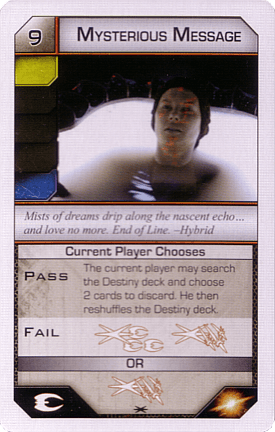 9 Mysterious Message
Mists of dreams drip along the nascent echo...
and love no more. End of Line. –Hybrid
Current Player Chooses
Pass The current player may search
the Destiny deck and choose
2 cards to discard. He then
reshuffles the Destiny deck.
Fail
OR